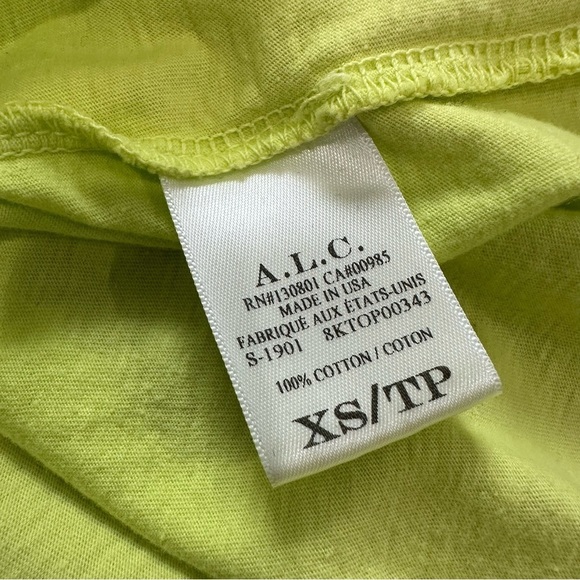 A.L.C.
RN#130801 CA#00985
MADE IN USA
FABRIQUÉ AUX ÉTATS-UNIS
S-1901 8KTOP00343
100% COTTON / COTON
XS/TP